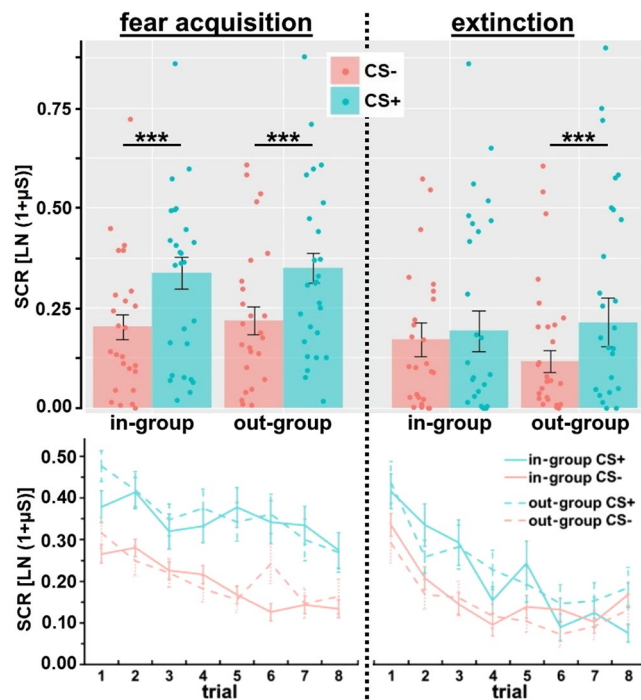 fear acquisition
extinction
CS-
CS+
***
***
***
SCR [LN (1+µS)]
0.75
0.50
0.25
0.00
in-group
out-group
in-group
out-group
SCR [LN (1+µS)]
0.50
0.40
0.30
0.20
0.10
0.00
in-group CS+
in-group CS-
out-group CS+
out-group CS-
1 2 3 4 5 6 7 8
trial
1 2 3 4 5 6 7 8
trial